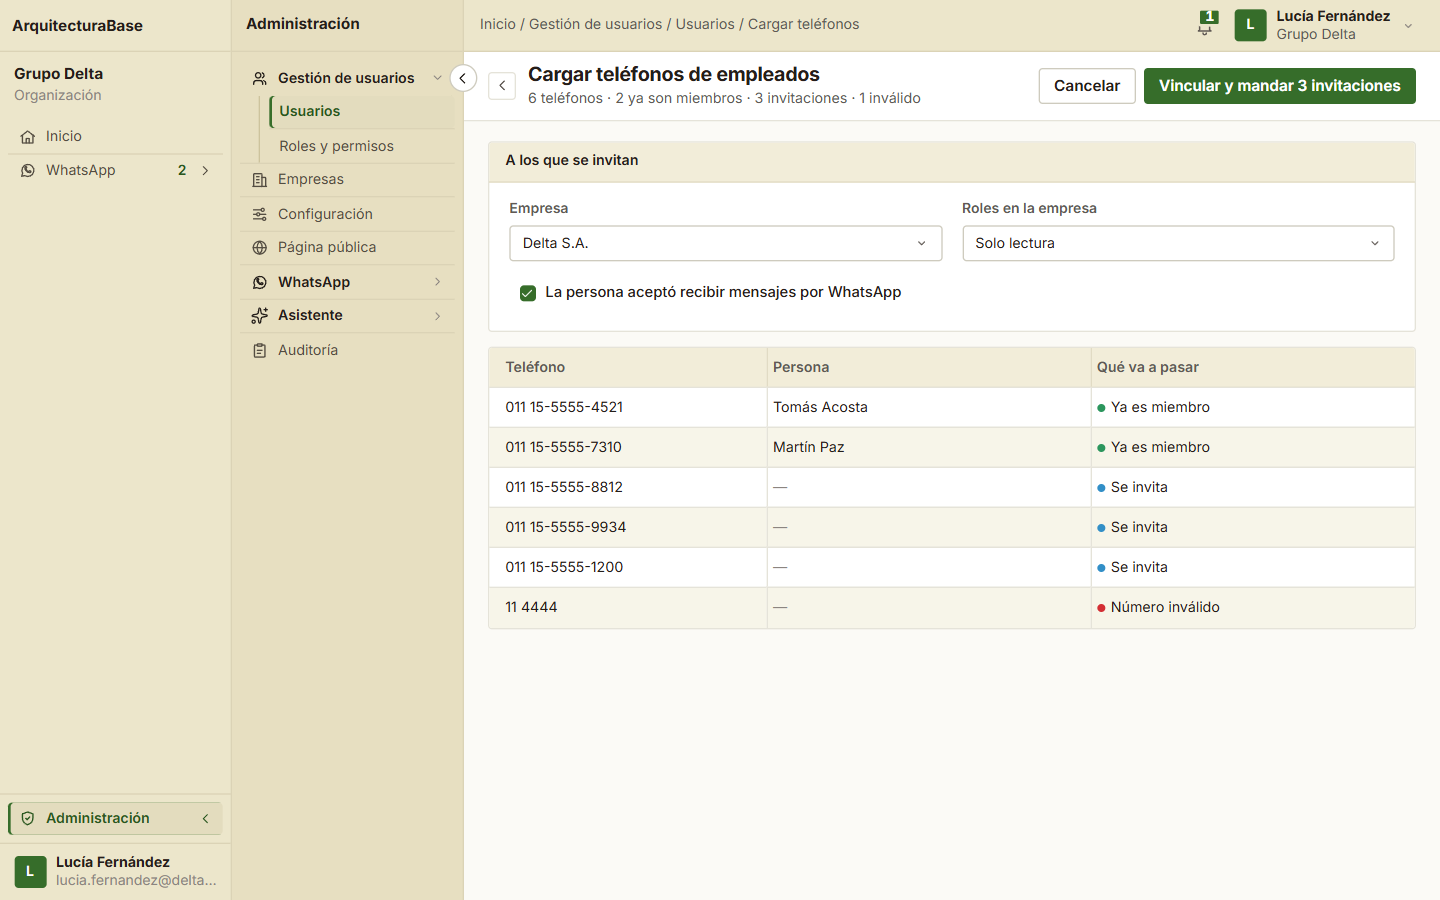 ArquitecturaBase
Grupo Delta
Organización
Inicio
WhatsApp 2
Administración
Lucía Fernández
lucia.fernandez@delta...
Administración
Gestión de usuarios
Usuarios
Roles y permisos
Empresas
Configuración
Página pública
WhatsApp
Asistente
Auditoría
Inicio / Gestión de usuarios / Usuarios / Cargar teléfonos
1
L
Lucía Fernández
Grupo Delta
Cargar teléfonos de empleados
6 teléfonos · 2 ya son miembros · 3 invitaciones · 1 inválido
Cancelar
Vincular y mandar 3 invitaciones
A los que se invitan
Empresa
Delta S.A.
Roles en la empresa
Solo lectura
La persona aceptó recibir mensajes por WhatsApp
Teléfono Persona Qué va a pasar
011 15-5555-4521 Tomás Acosta Ya es miembro
011 15-5555-7310 Martín Paz Ya es miembro
011 15-5555-8812 — Se invita
011 15-5555-9934 — Se invita
011 15-5555-1200 — Se invita
11 4444 — Número inválido
L